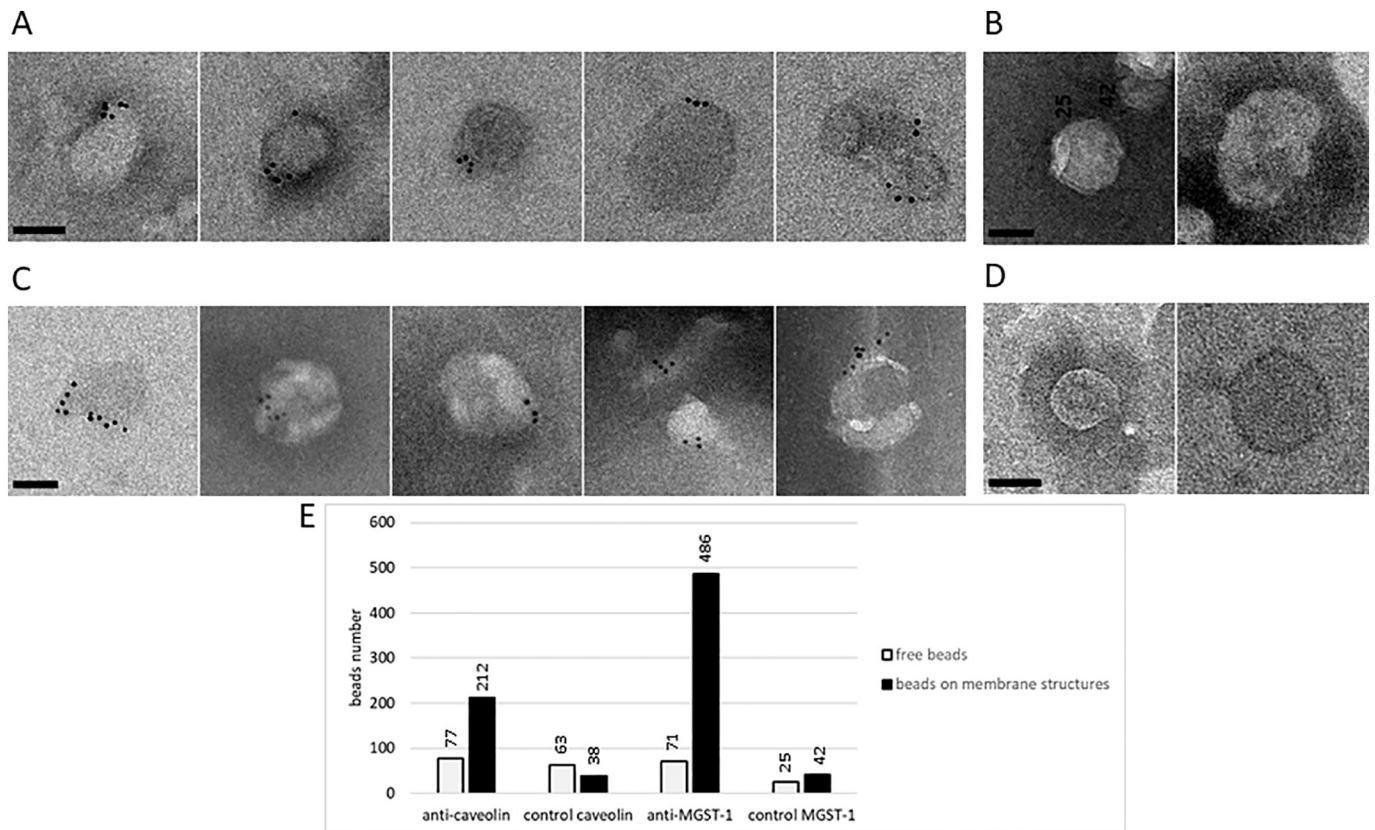 A
B
25
42
C
D
E
600
500
400
300
200
100
0
beads number
77
212
63
38
71
486
25
42
free beads
beads on membrane structures
anti-caveolin control caveolin anti-MGST-1 control MGST-1